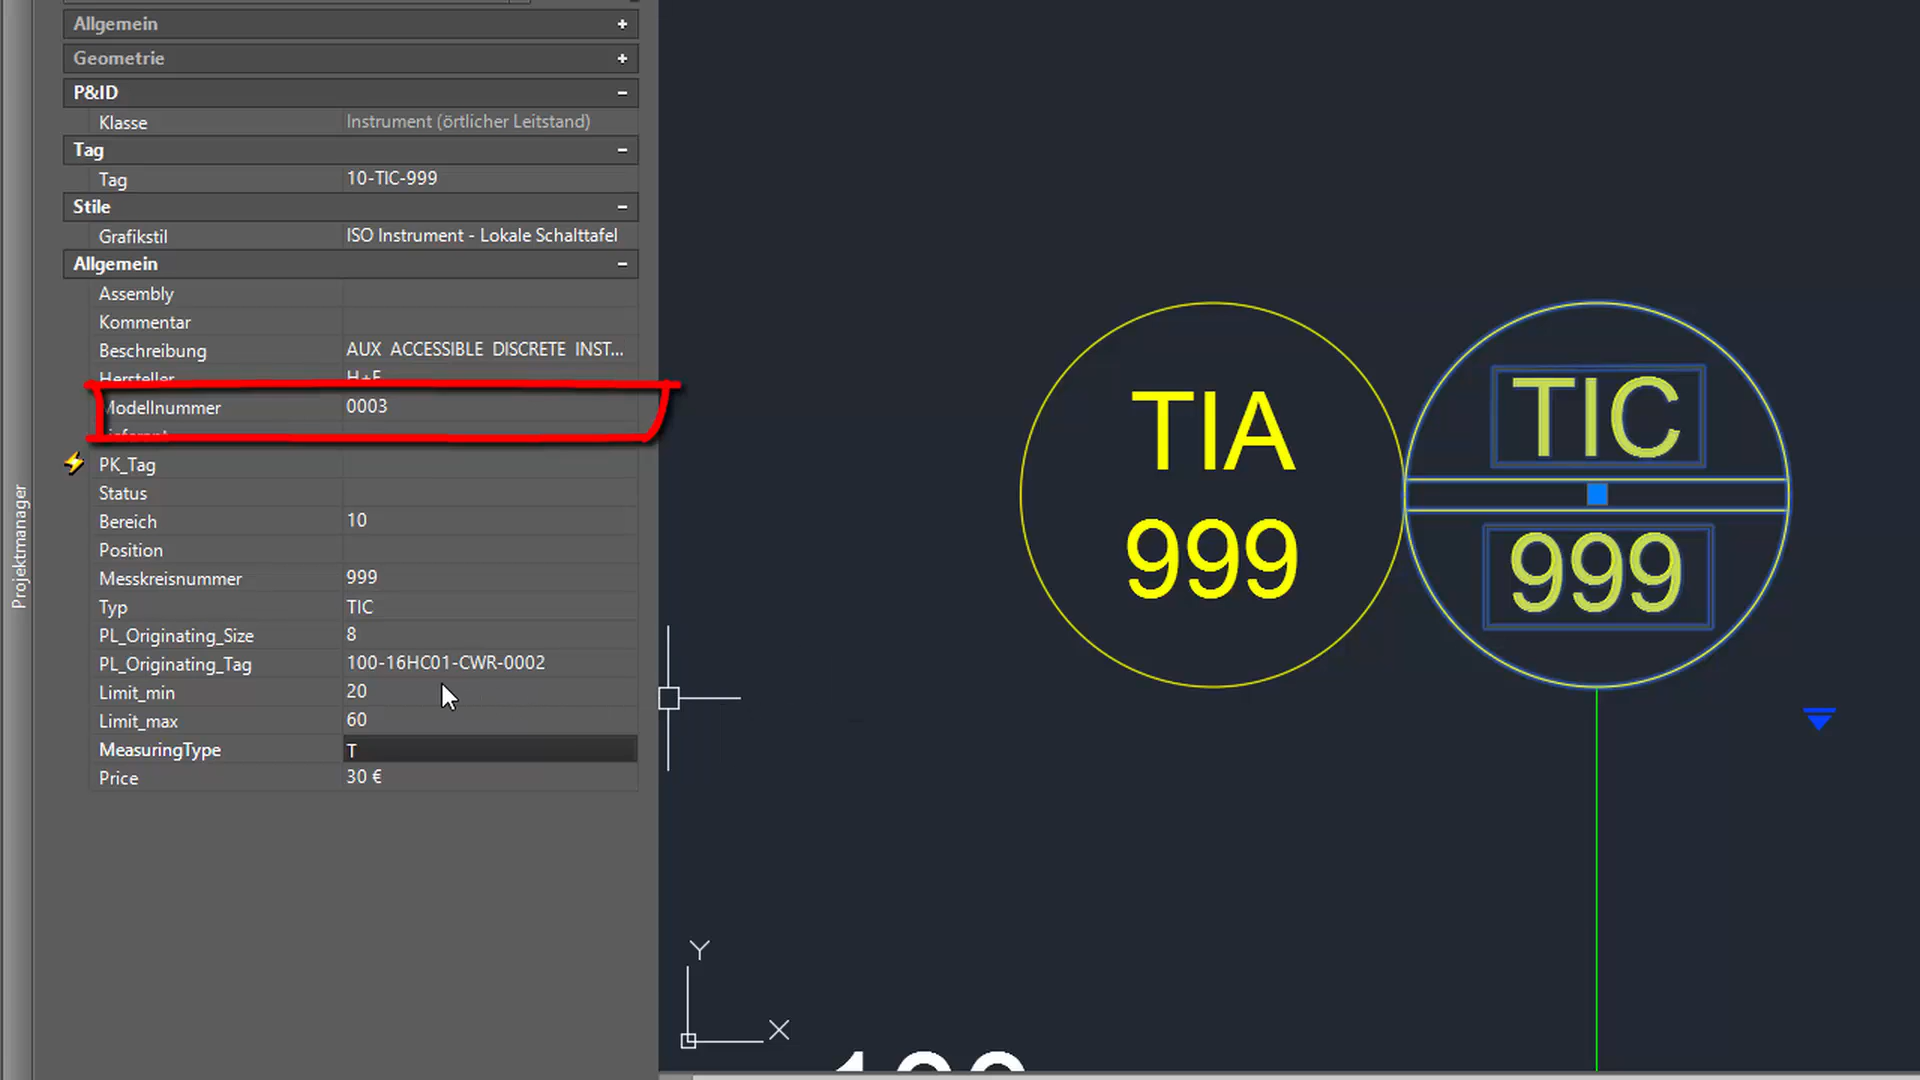 Allgemein +
Geometrie +
P&ID −
Klasse Instrument (örtlicher Leitstand)
Tag −
Tag 10-TIC-999
Stile −
Grafikstil ISO Instrument - Lokale Schalttafel
Allgemein −
Assembly
Kommentar
Beschreibung AUX ACCESSIBLE DISCRETE INST...
Hersteller
Modellnummer 0003
PK_Tag
Status
Bereich 10
Position
Messkreisnummer 999
Typ TIC
PL_Originating_Size 8
PL_Originating_Tag 100-16HC01-CWR-0002
Limit_min 20
Limit_max 60
MeasuringType T
Price 30 €
Projektmanager
TIA
999
TIC
999
Y
X